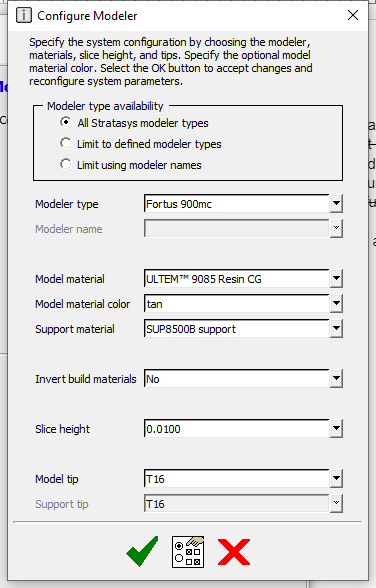 Configure Modeler
Specify the system configuration by choosing the modeler,
materials, slice height, and tips. Specify the optional model
material color. Select the OK button to accept changes and
reconfigure system parameters.
Modeler type availability
All Stratasys modeler types
Limit to defined modeler types
Limit using modeler names
Modeler type Fortus 900mc
Modeler name
Model material ULTEM™ 9085 Resin CG
Model material color tan
Support material SUP8500B support
Invert build materials No
Slice height 0.0100
Model tip T16
Support tip T16